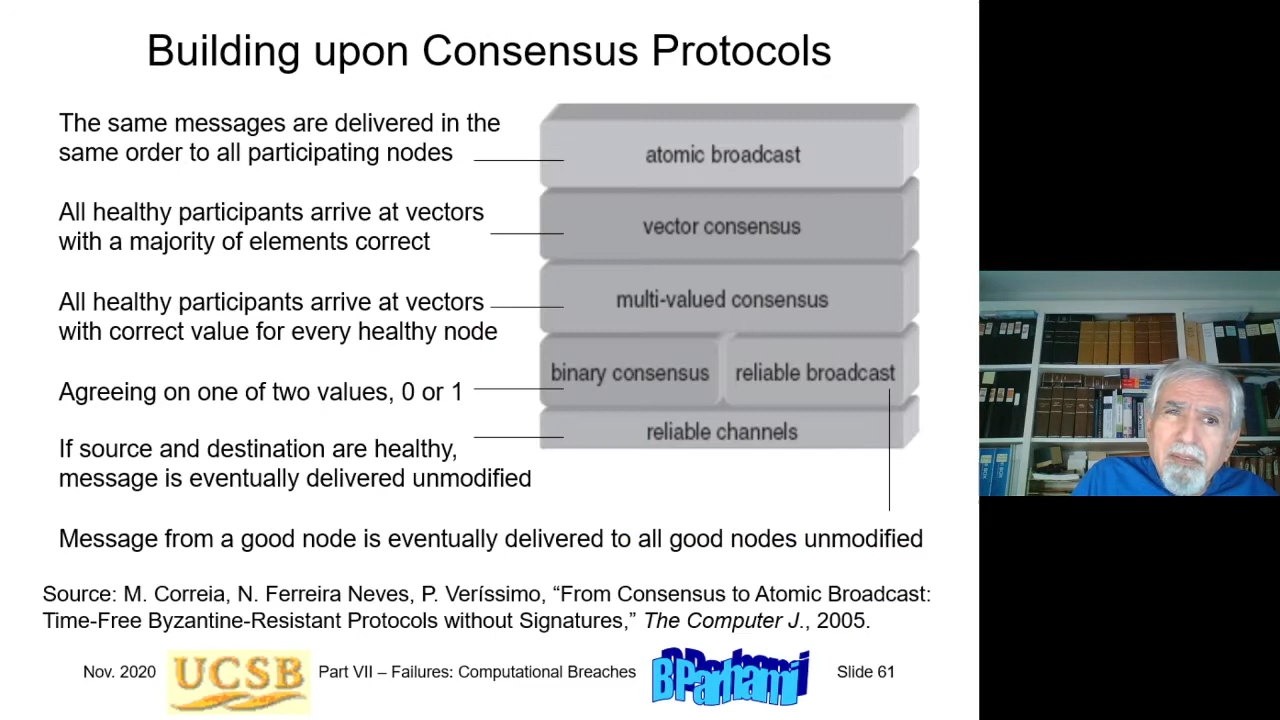 Building upon Consensus Protocols
The same messages are delivered in the
same order to all participating nodes
atomic broadcast
All healthy participants arrive at vectors
with a majority of elements correct
vector consensus
All healthy participants arrive at vectors
with correct value for every healthy node
multi-valued consensus
Agreeing on one of two values, 0 or 1
binary consensus
reliable broadcast
If source and destination are healthy,
message is eventually delivered unmodified
reliable channels
Message from a good node is eventually delivered to all good nodes unmodified
Source: M. Correia, N. Ferreira Neves, P. Veríssimo, “From Consensus to Atomic Broadcast:
Time-Free Byzantine-Resistant Protocols without Signatures,” The Computer J., 2005.
Nov. 2020
UCSB
Part VII – Failures: Computational Breaches
B Parhami
Slide 61